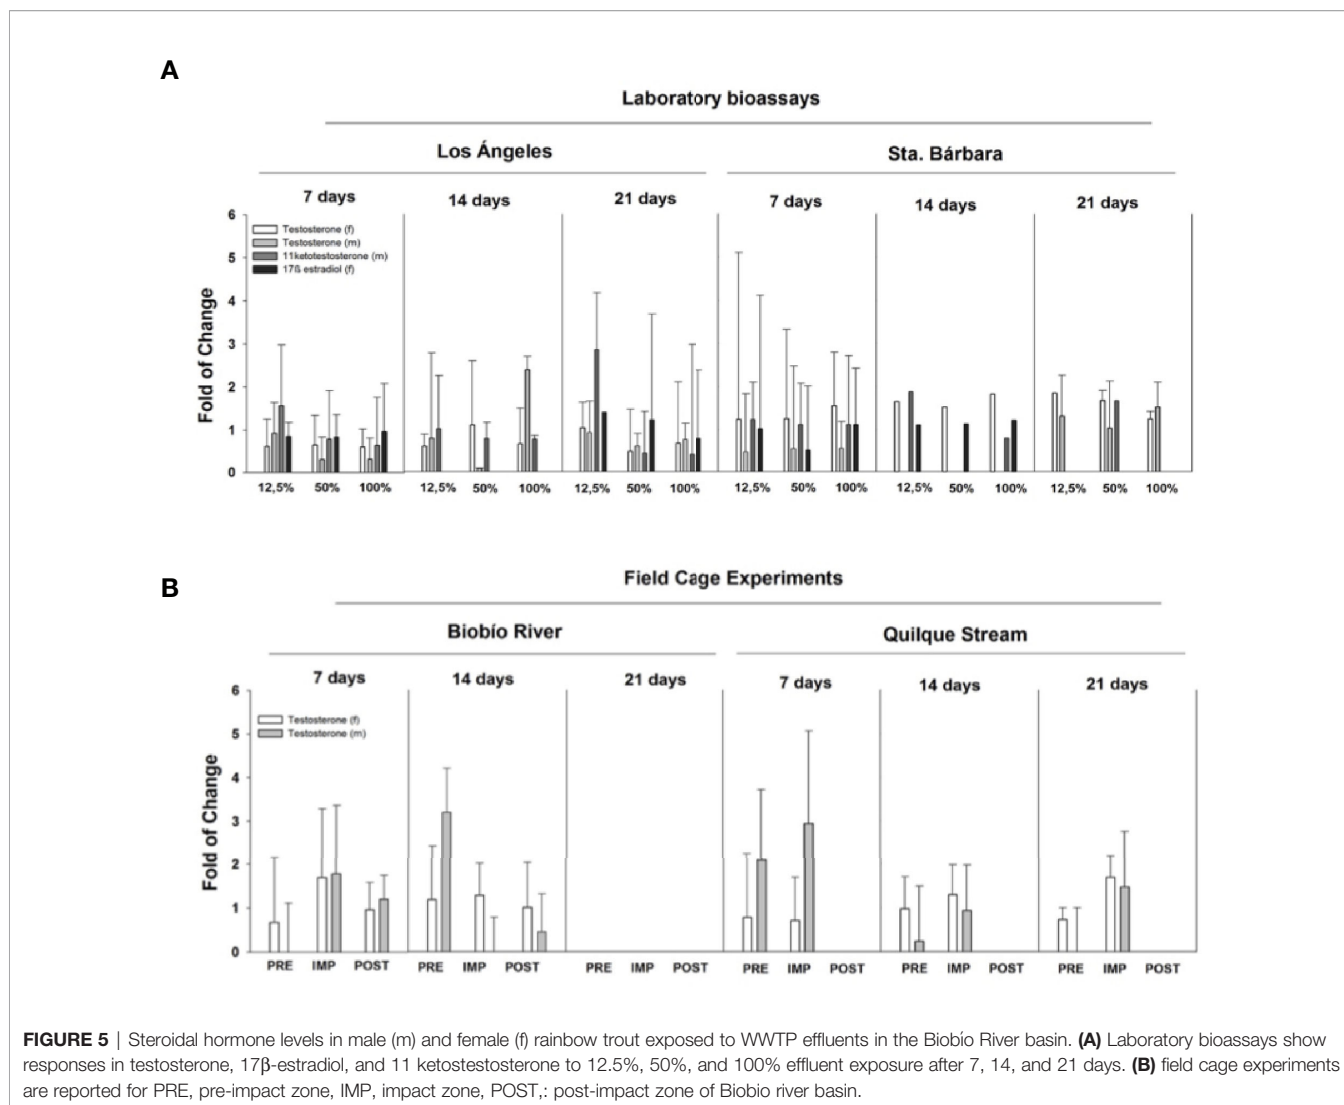 A
Laboratory bioassays
Los Ángeles
Sta. Bárbara
7 days
14 days
21 days
7 days
14 days
21 days
Fold of Change
6
5
4
3
2
1
0
Testosterone (f)
Testosterone (m)
11ketotestosterone (m)
17ß estradiol (f)
12,5% 50% 100% 12,5% 50% 100% 12,5% 50% 100% 12,5% 50% 100% 12,5% 50% 100% 12,5% 50% 100%
B
Field Cage Experiments
Biobío River
Quilque Stream
7 days
14 days
21 days
7 days
14 days
21 days
Fold of Change
6
5
4
3
2
1
0
Testosterone (f)
Testosterone (m)
PRE IMP POST PRE IMP POST PRE IMP POST PRE IMP POST PRE IMP POST PRE IMP POST
FIGURE 5 | Steroidal hormone levels in male (m) and female (f) rainbow trout exposed to WWTP effluents in the Biobío River basin. (A) Laboratory bioassays show
responses in testosterone, 17β-estradiol, and 11 ketostestosterone to 12.5%, 50%, and 100% effluent exposure after 7, 14, and 21 days. (B) field cage experiments
are reported for PRE, pre-impact zone, IMP, impact zone, POST,: post-impact zone of Biobio river basin.